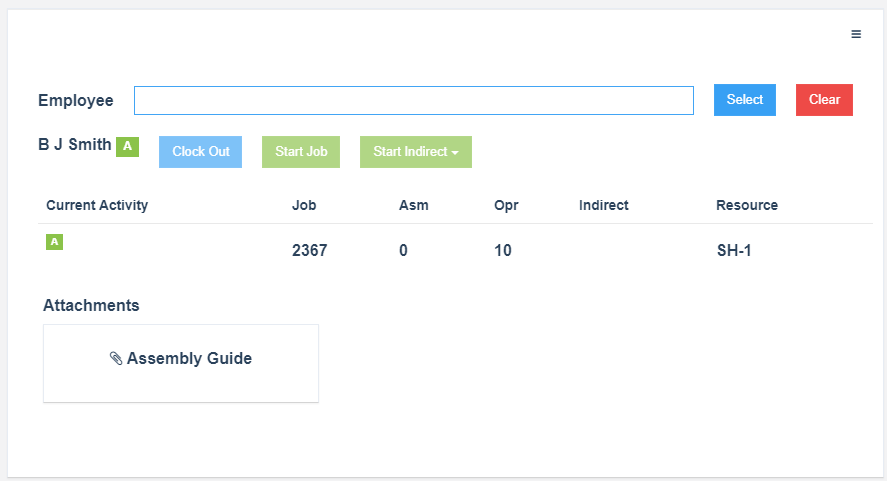 Employee Select Clear
B J Smith A Clock Out Start Job Start Indirect
Current Activity Job Asm Opr Indirect Resource
A 2367 0 10 SH-1
Attachments
Assembly Guide